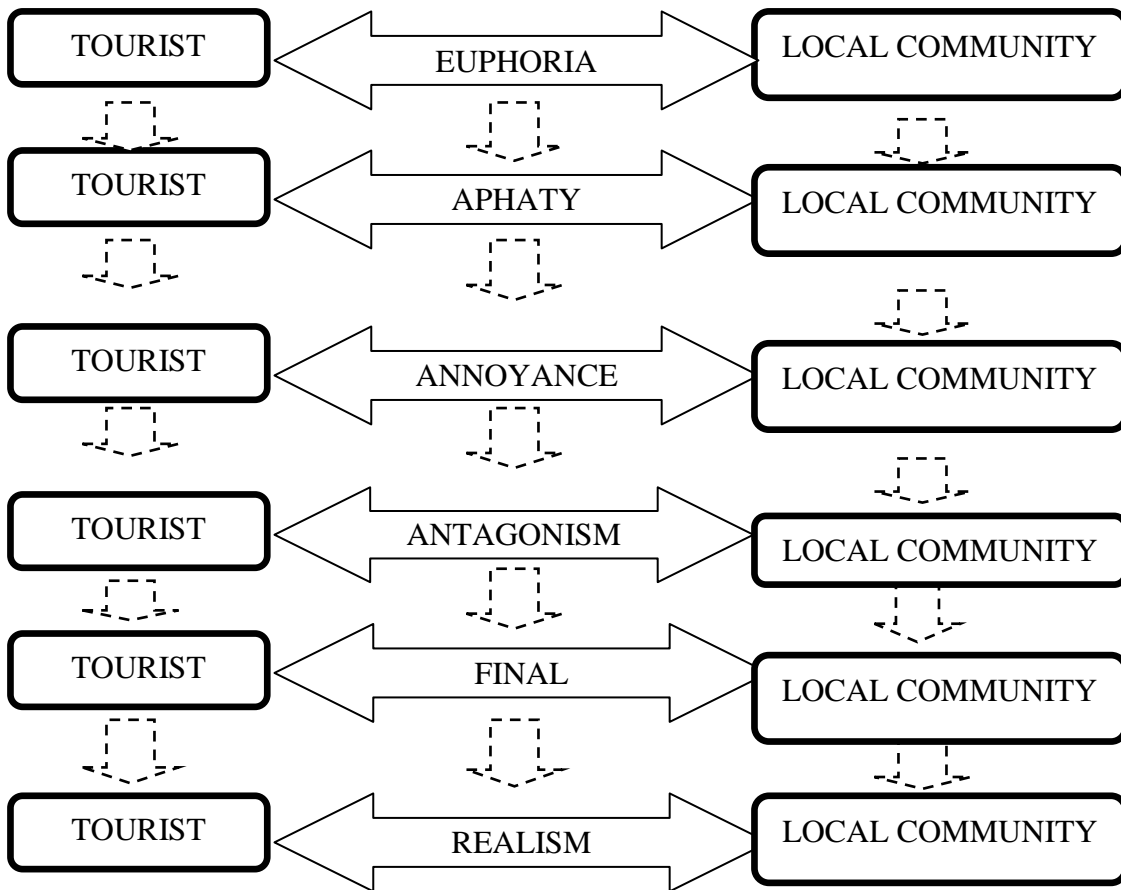 TOURIST
EUPHORIA
LOCAL COMMUNITY
TOURIST
APHATY
LOCAL COMMUNITY
TOURIST
ANNOYANCE
LOCAL COMMUNITY
TOURIST
ANTAGONISM
LOCAL COMMUNITY
TOURIST
FINAL
LOCAL COMMUNITY
TOURIST
REALISM
LOCAL COMMUNITY